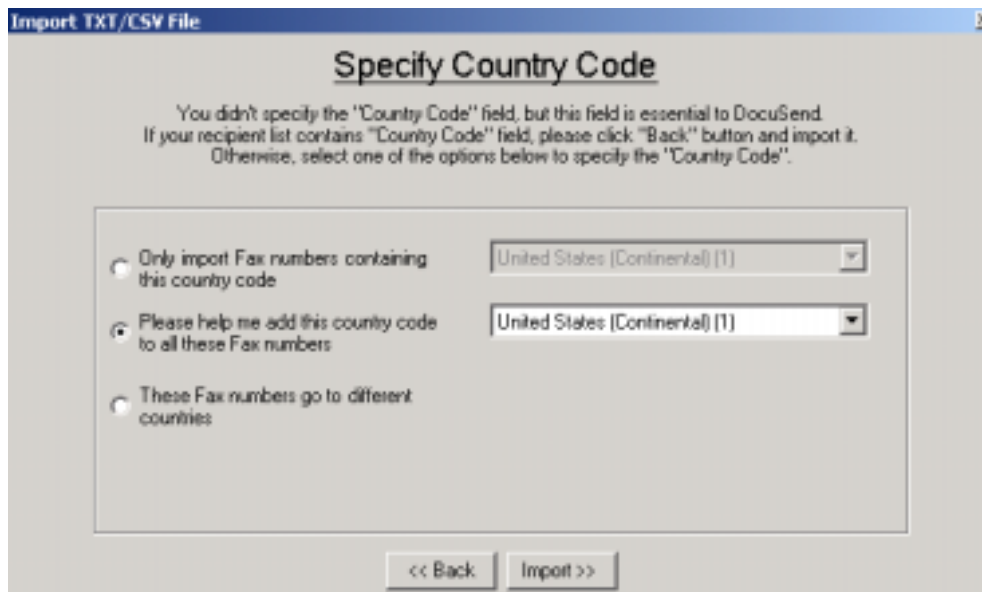 Import TXT/CSV File
Specify Country Code
You didn't specify the "Country Code" field, but this field is essential to DocuSend.
If your recipient list contains "Country Code" field, please click "Back" button and import it.
Otherwise, select one of the options below to specify the "Country Code".
Only import Fax numbers containing
this country code
United States (Continental) [1]
Please help me add this country code
to all these Fax numbers
United States (Continental) [1]
These Fax numbers go to different
countries
<< Back
Import >>